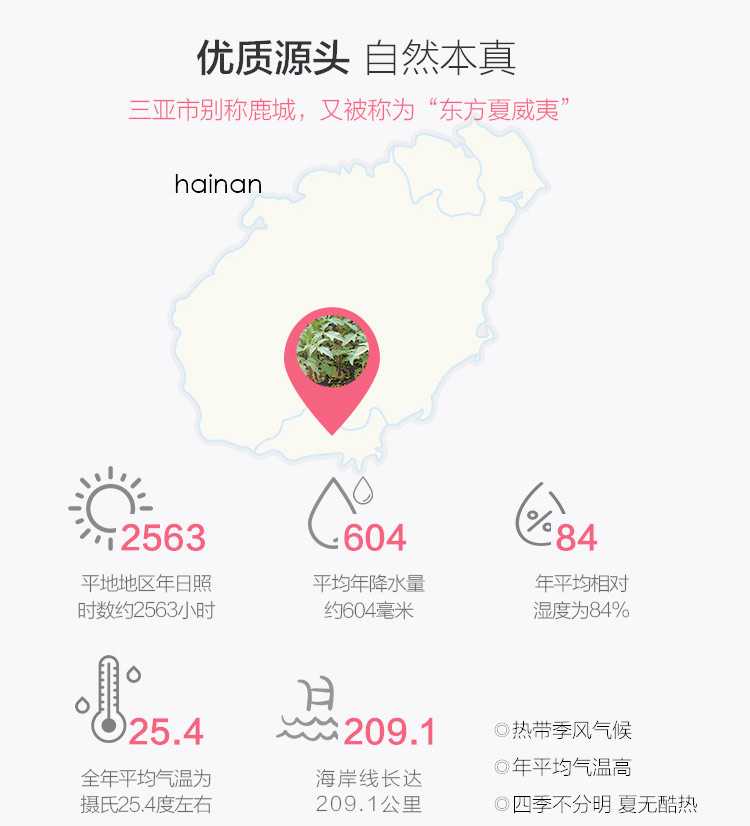 优质源头 自然本真
三亚市别称鹿城，又被称为“东方夏威夷”
hainan
2563
平地地区年日照
时数约2563小时
604
平均年降水量
约604毫米
%
84
年平均相对
湿度为84%
25.4
全年平均气温为
摄氏25.4度左右
209.1
海岸线长达
209.1公里
◎热带季风气候
◎年平均气温高
◎四季不分明 夏无酷热